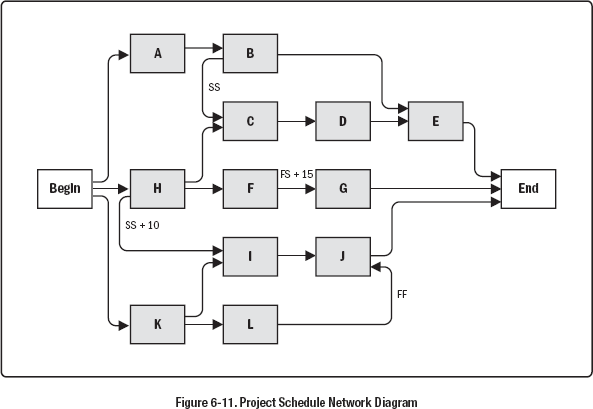 A
B
SS
C
D
E
Begin
H
F
FS + 15
G
End
SS + 10
I
J
FF
K
L
Figure 6-11. Project Schedule Network Diagram